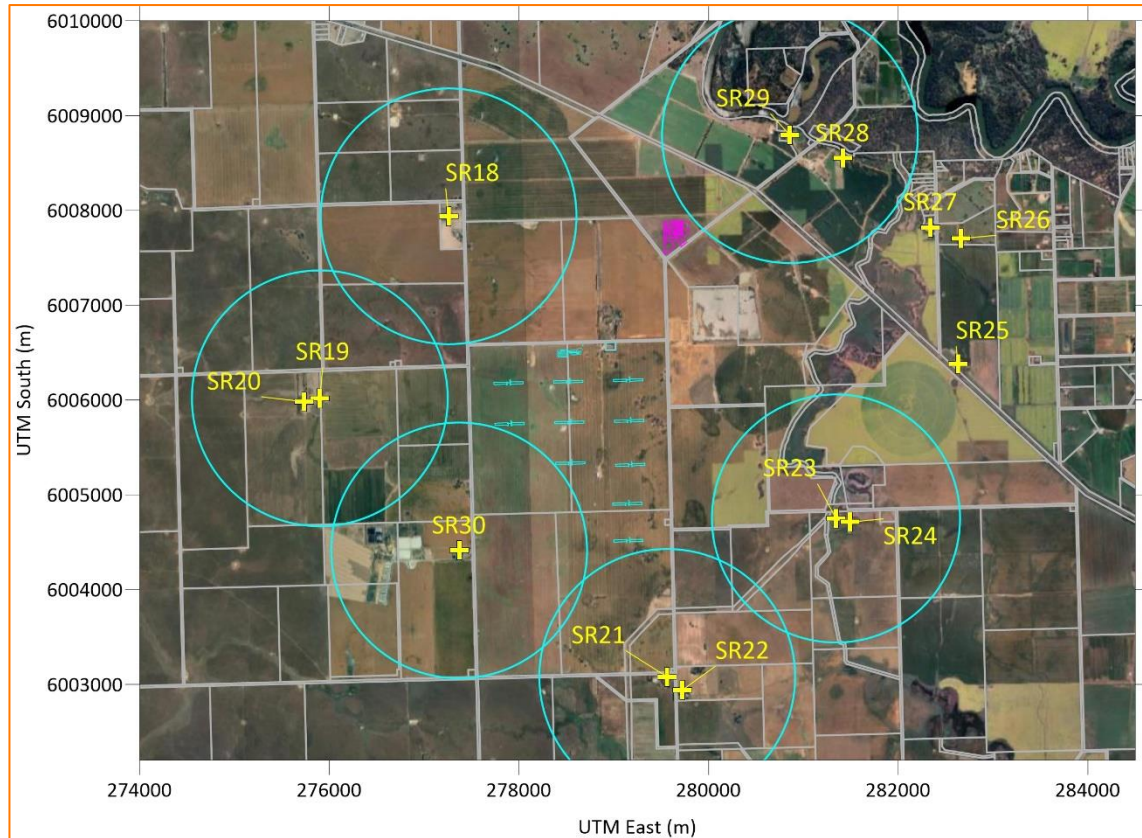 6010000
6009000
6008000
6007000
6006000
6005000
6004000
6003000
UTM South (m)
SR29
SR28
SR18
SR27
SR26
SR25
SR19
SR20
SR23
SR24
SR30
SR21
SR22
274000
276000
278000
280000
282000
284000
UTM East (m)